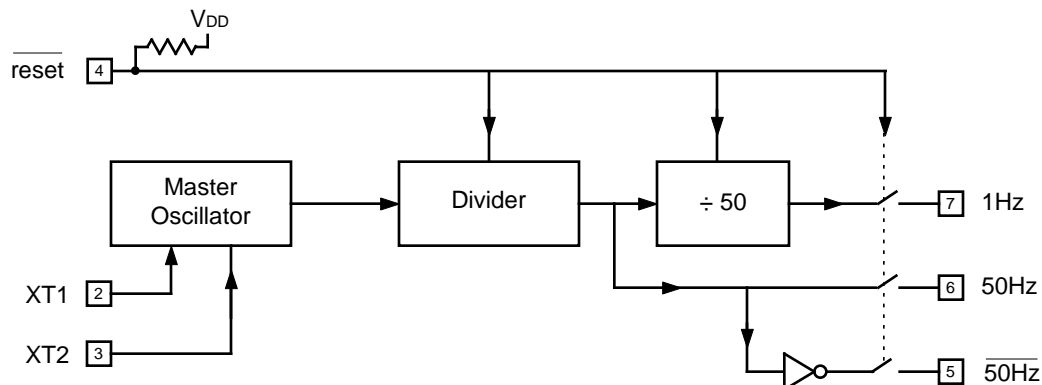 VDD
reset 4
Master
Oscillator
Divider
÷ 50
7 1Hz
XT1 2
6 50Hz
XT2 3
5 50Hz